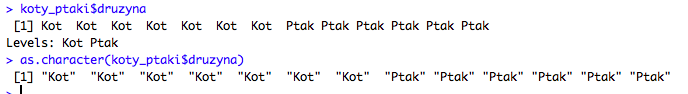 > koty_ptaki$druzyna
[1] Kot  Kot  Kot  Kot  Kot  Kot  Kot  Ptak Ptak Ptak Ptak Ptak Ptak
Levels: Kot Ptak
> as.character(koty_ptaki$druzyna)
[1] "Kot"  "Kot"  "Kot"  "Kot"  "Kot"  "Kot"  "Kot"  "Ptak" "Ptak" "Ptak" "Ptak" "Ptak" "Ptak"
>